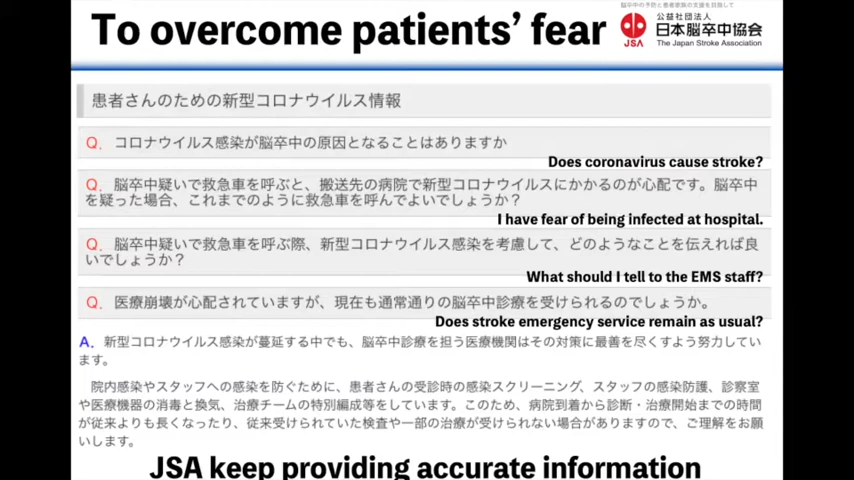 脳卒中の予防と患者家族の支援を目指して
To overcome patients' fear
公益社団法人
日本脳卒中協会
JSA
The Japan Stroke Association
患者さんのための新型コロナウイルス情報
Q. コロナウイルス感染が脳卒中の原因となることはありますか
Does coronavirus cause stroke?
Q. 脳卒中疑いで救急車を呼ぶと、搬送先の病院で新型コロナウイルスにかかるのが心配です。脳卒中
を疑った場合、これまでのように救急車を呼んでよいでしょうか？
I have fear of being infected at hospital.
Q. 脳卒中疑いで救急車を呼ぶ際、新型コロナウイルス感染を考慮して、どのようなことを伝えれば良
いでしょうか？
What should I tell to the EMS staff?
Q. 医療崩壊が心配されていますが、現在も通常通りの脳卒中診療を受けられるのでしょうか。
Does stroke emergency service remain as usual?
A. 新型コロナウイルス感染が蔓延する中でも、脳卒中診療を担う医療機関はその対策に最善を尽くすよう努力してい
ます。
院内感染やスタッフへの感染を防ぐために、患者さんの受診時の感染スクリーニング、スタッフの感染防護、診察室
や医療機器の消毒と換気、治療チームの特別編成等をしています。このため、病院到着から診断・治療開始までの時間
が従来よりも長くなったり、従来受けられていた検査や一部の治療が受けられない場合がありますので、ご理解をお願
いします。
JSA keep providing accurate information